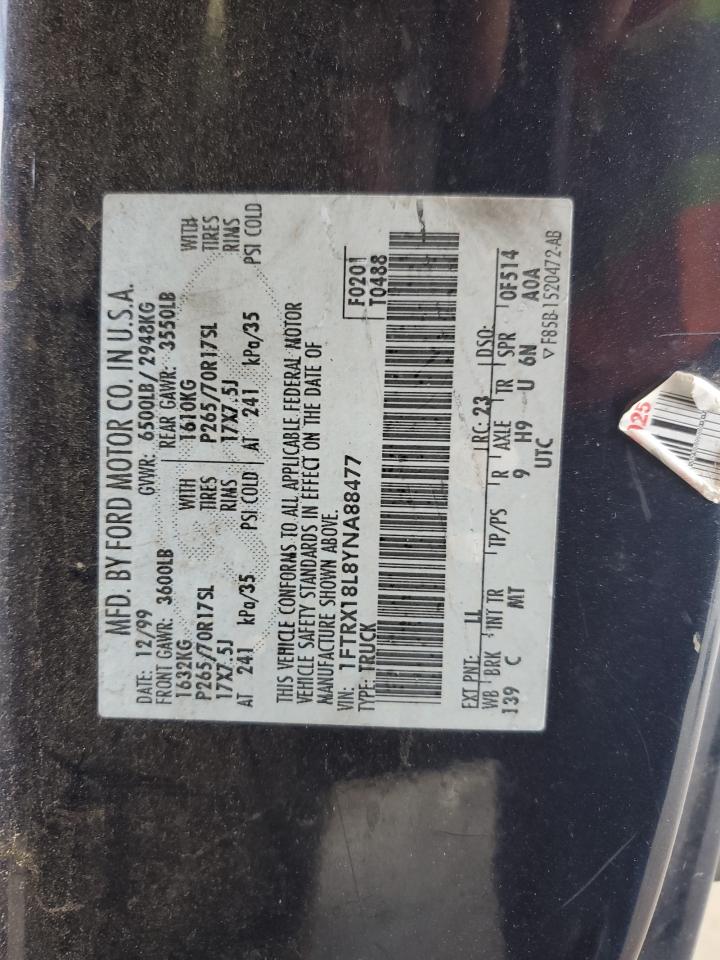 MFD. BY FORD MOTOR CO. IN U.S.A.
DATE: 12/99 GVWR: 6500LB/ 2948KG
FRONT GAWR: 3600LB REAR GAWR: 3550LB
1632KG WITH 1610KG WITH
P265/70R17SL TIRES P265/70R17SL TIRES
17X7.5J RIMS 17X7.5J RIMS
AT 241 kPa/35 PSI COLD AT 241 kPa/35 PSI COLD
THIS VEHICLE CONFORMS TO ALL APPLICABLE FEDERAL MOTOR
VEHICLE SAFETY STANDARDS IN EFFECT ON THE DATE OF
MANUFACTURE SHOWN ABOVE.
VIN: 1FTRX18L8YNA88477 F0201
TYPE: TRUCK T0488
EXT PNT: LL RC: 23 DSO:
WB BRK INT TR TP/PS R AXLE TR SPR 0F514
139 C MT 9 H9 U 6N A0A
UTC ▽ F85B-1520472-AB
125